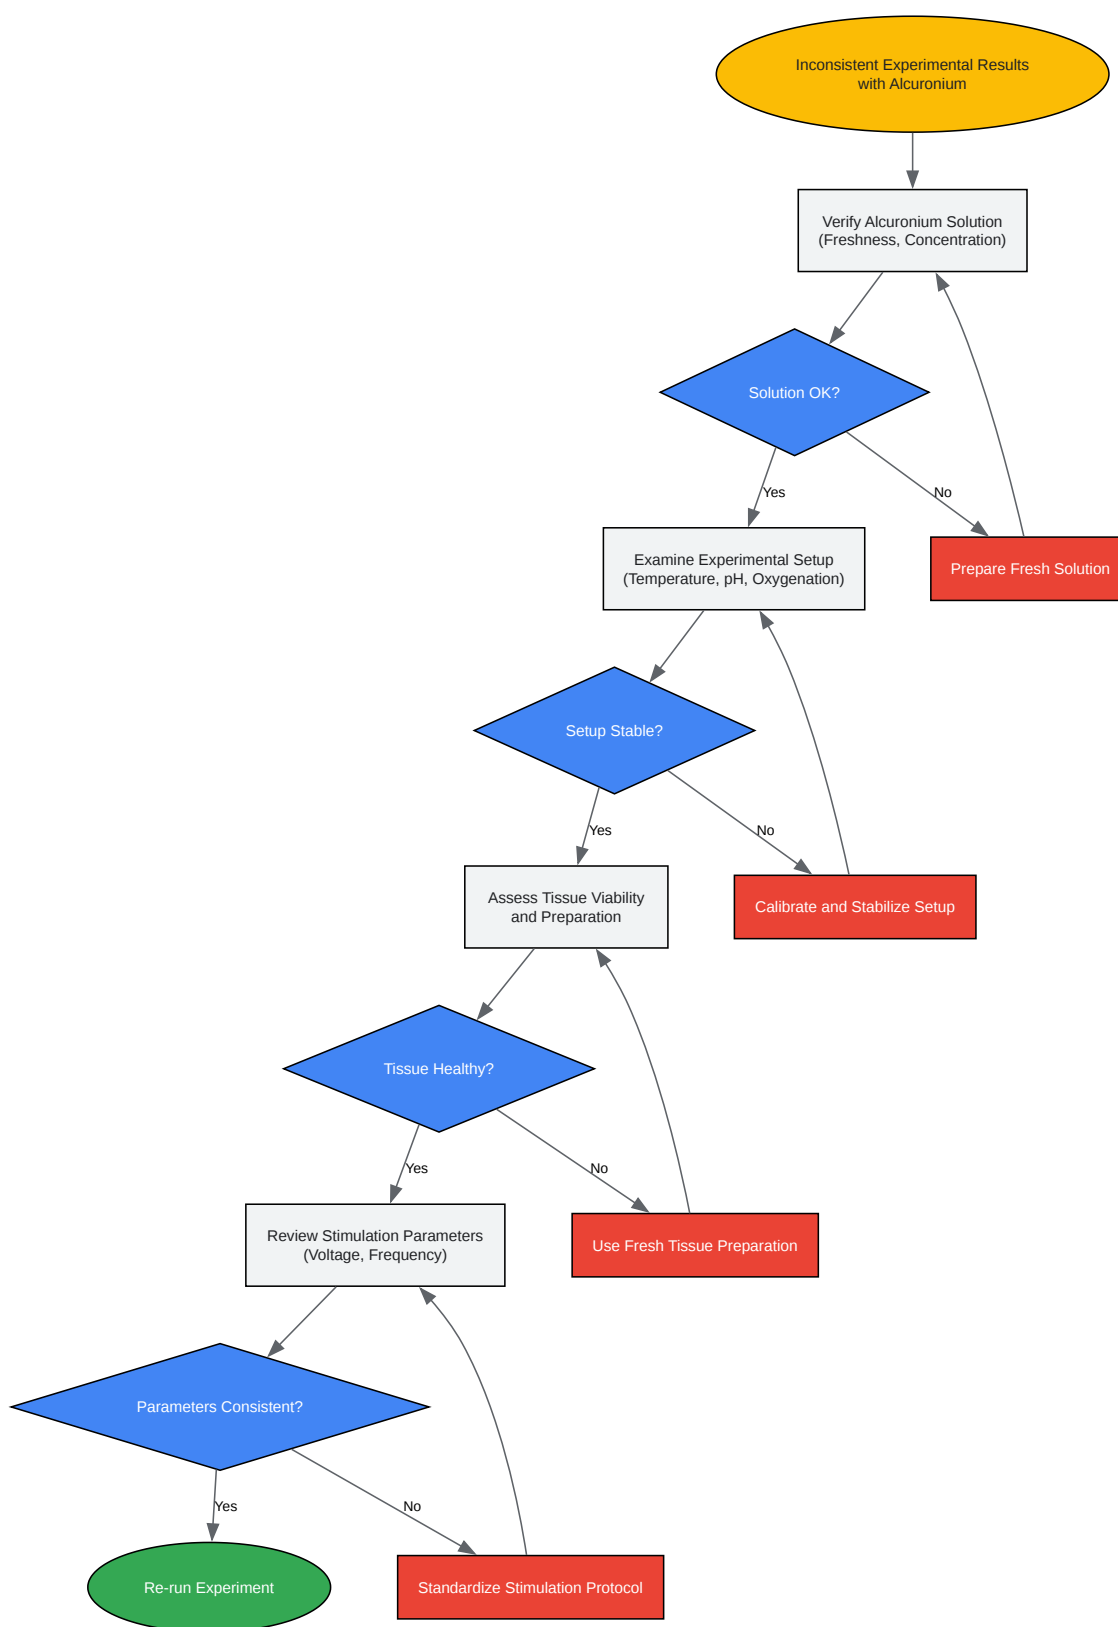 Inconsistent Experimental Results
with Alcuronium
Verify Alcuronium Solution
(Freshness, Concentration)
Solution OK?
Yes
No
Examine Experimental Setup
(Temperature, pH, Oxygenation)
Prepare Fresh Solution
Setup Stable?
Yes
No
Assess Tissue Viability
and Preparation
Calibrate and Stabilize Setup
Tissue Healthy?
Yes
No
Review Stimulation Parameters
(Voltage, Frequency)
Use Fresh Tissue Preparation
Parameters Consistent?
Yes
No
Re-run Experiment
Standardize Stimulation Protocol